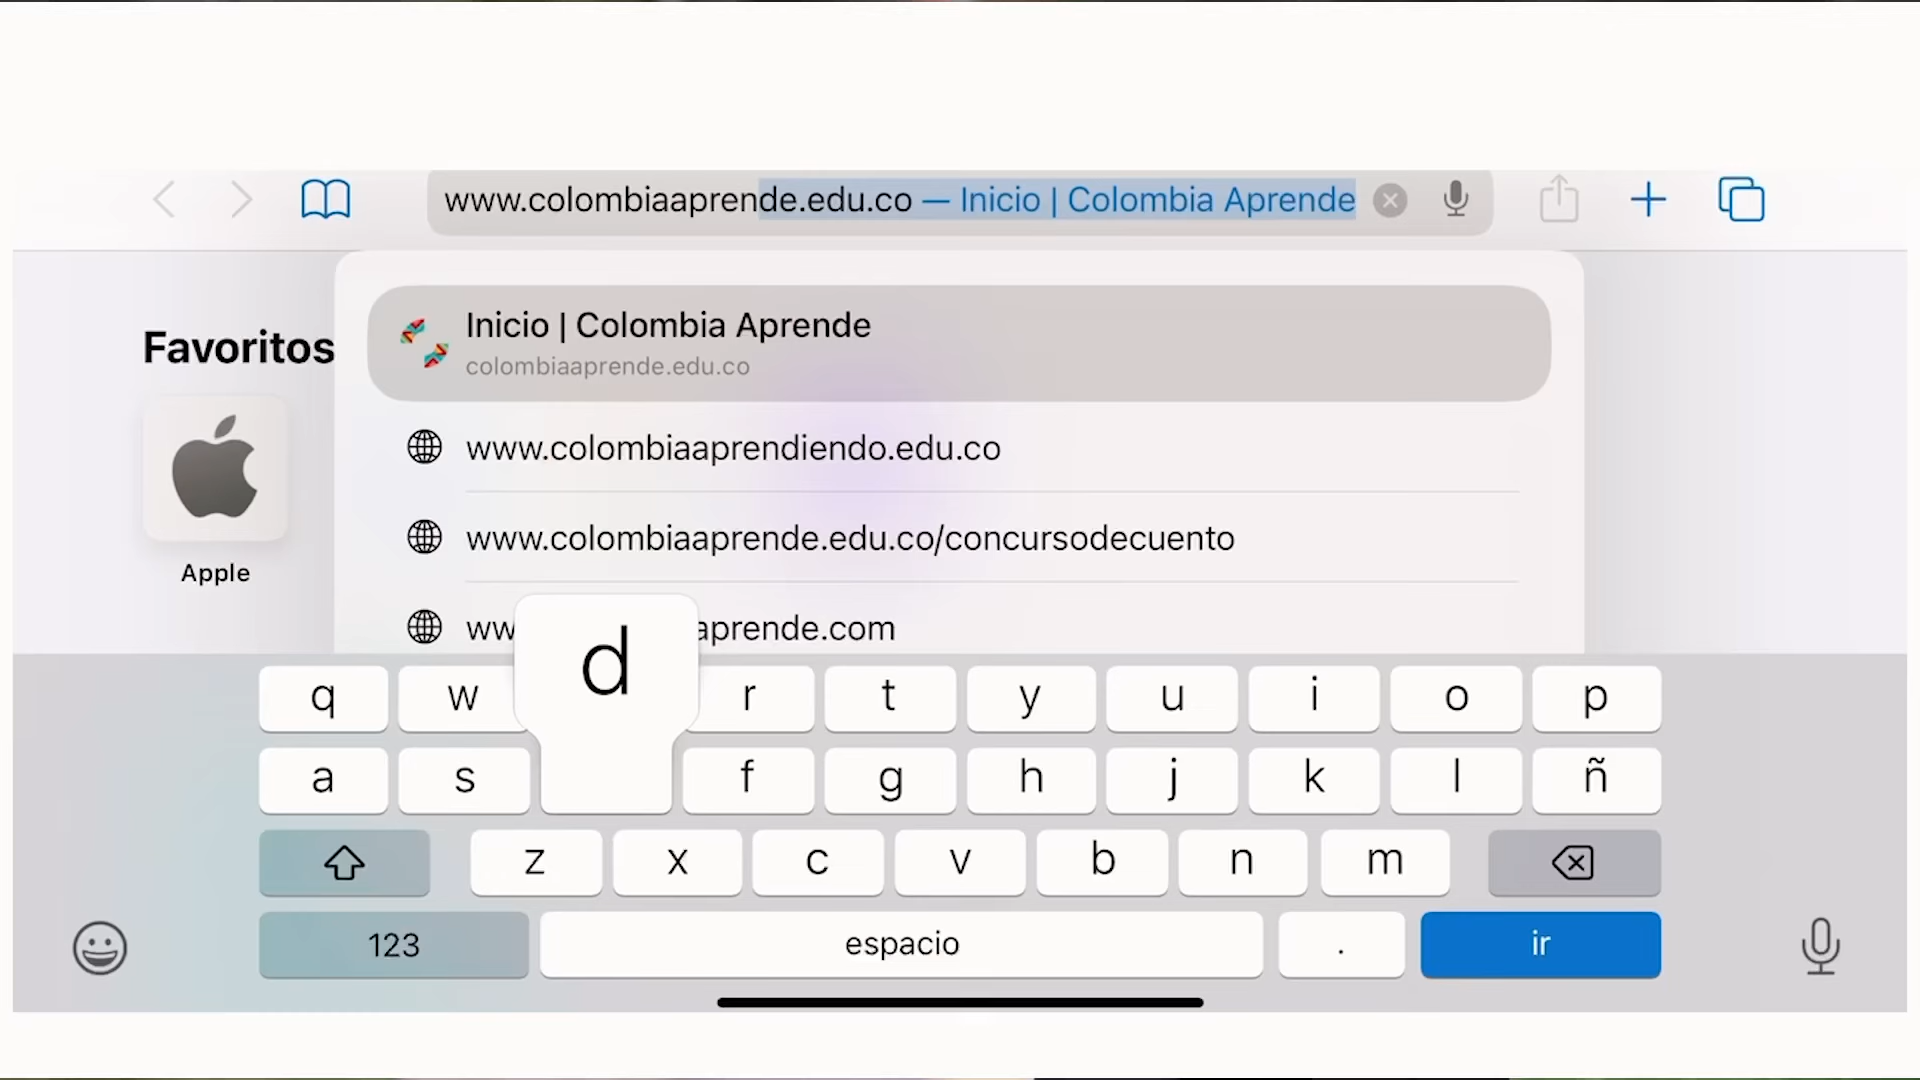 www.colombiaaprende.edu.co — Inicio | Colombia Aprende
Favoritos
Apple
Inicio | Colombia Aprende
colombiaaprende.edu.co
www.colombiaaprendiendo.edu.co
www.colombiaaprende.edu.co/concursodecuento
aprende.com
d
q w r t y u i o p
a s f g h j k l ñ
z x c v b n m
123 espacio . ir